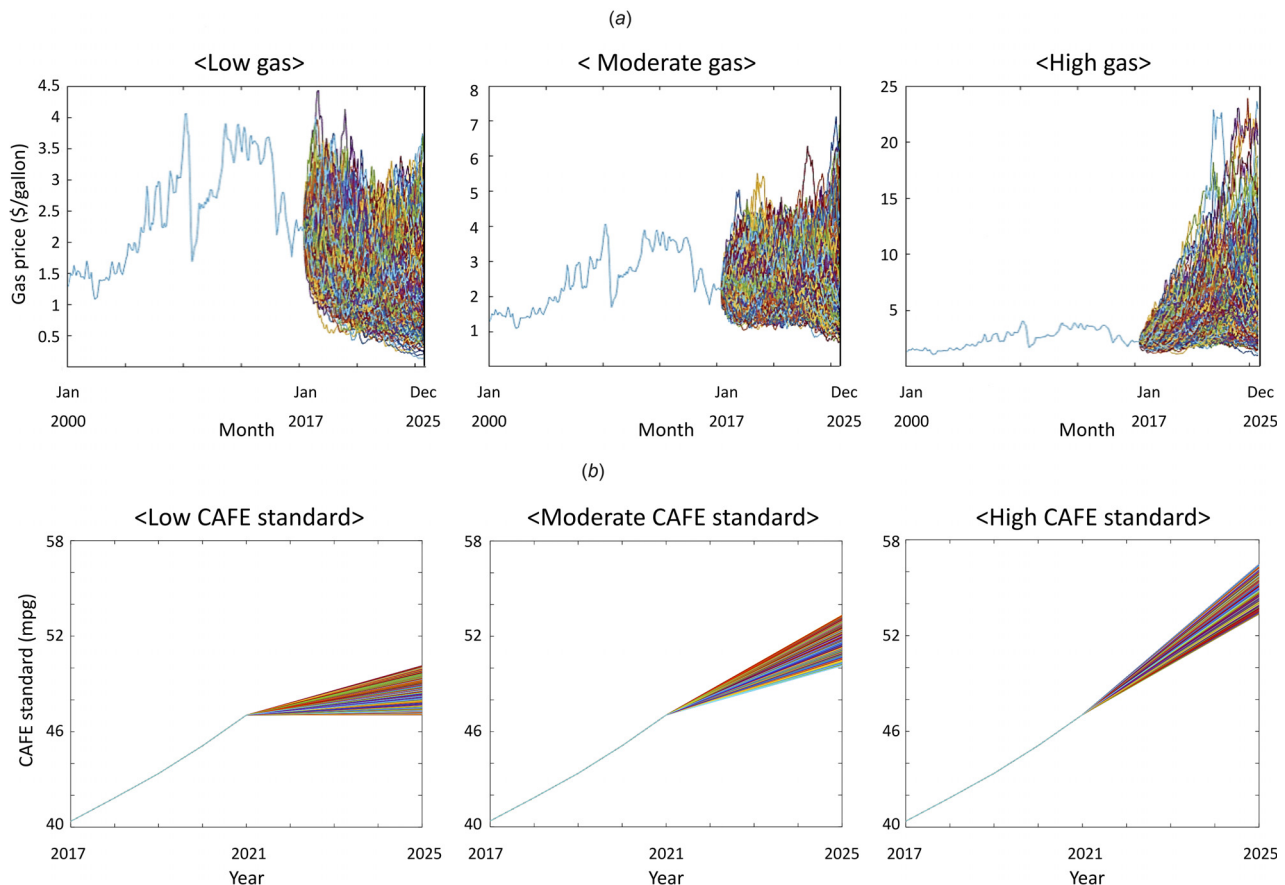 (a)
<Low gas>
< Moderate gas>
<High gas>
Gas price ($/gallon)
4.5
4
3.5
3
2.5
2
1.5
1
0.5
8
7
6
5
4
3
2
1
25
20
15
10
5
Jan Jan Dec
2000 2017 2025
Month
Jan Jan Dec
2000 2017 2025
Month
Jan Jan Dec
2000 2017 2025
Month
(b)
<Low CAFE standard>
<Moderate CAFE standard>
<High CAFE standard>
CAFE standard (mpg)
58
52
46
40
58
52
46
40
58
52
46
40
2017 2021 2025
Year
2017 2021 2025
Year
2017 2021 2025
Year